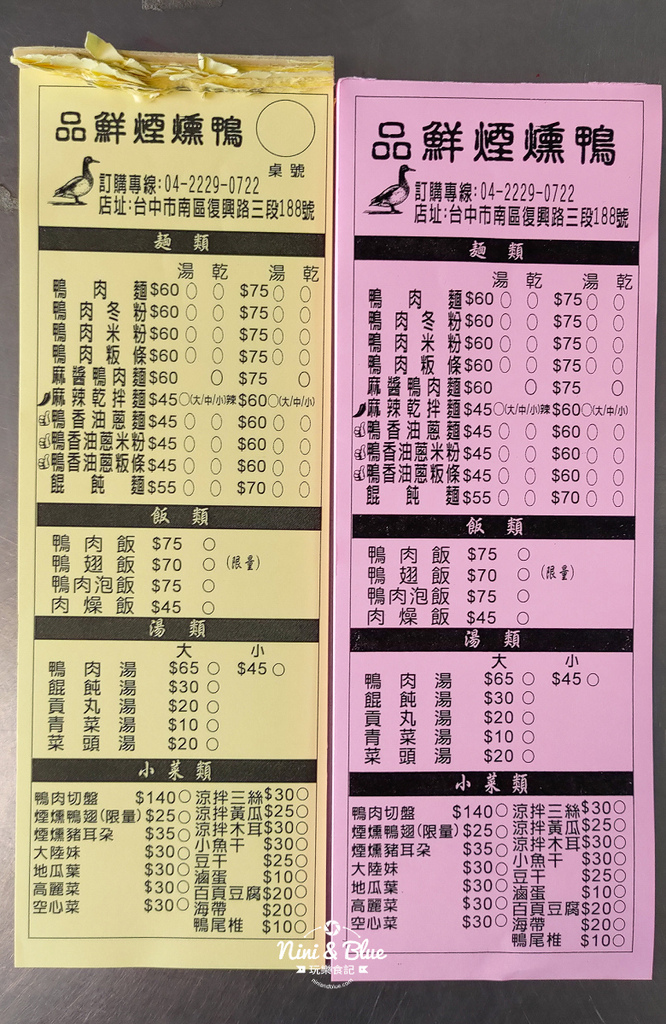 品鮮煙燻鴨
桌號
訂購專線:04-2229-0722
店址:台中市南區復興路三段188號
麵類
湯 乾 湯 乾
鴨肉麵 $60 ○ ○ $75 ○ ○
鴨肉冬粉 $60 ○ ○ $75 ○ ○
鴨肉米粉 $60 ○ ○ $75 ○ ○
鴨肉粄條 $60 ○ ○ $75 ○ ○
麻醬鴨肉麵 $60 ○ $75 ○
麻辣乾拌麵 $45 ○(大/中/小)辣 $60 ○(大/中/小)
鴨香油蔥麵 $45 ○ ○ $60 ○ ○
鴨香油蔥米粉 $45 ○ ○ $60 ○ ○
鴨香油蔥粄條 $45 ○ ○ $60 ○ ○
餛飩麵 $55 ○ ○ $70 ○ ○
飯類
鴨肉飯 $75 ○
鴨翅飯 $70 ○ (限量)
鴨肉泡飯 $75 ○
肉燥飯 $45 ○
湯類
大 小
鴨肉湯 $65 ○ $45 ○
餛飩湯 $30 ○
貢丸湯 $20 ○
青菜湯 $10 ○
菜頭湯 $20 ○
小菜類
鴨肉切盤 $140 ○
煙燻鴨翅(限量) $25 ○
煙燻豬耳朶 $35 ○
大陸妹 $30 ○
地瓜葉 $30 ○
高麗菜 $30 ○
空心菜 $30 ○
涼拌三絲 $30 ○
涼拌黃瓜 $25 ○
涼拌木耳 $30 ○
小魚干 $30 ○
豆干 $25 ○
滷蛋 $10 ○
百頁豆腐 $20 ○
海帶 $20 ○
鴨尾椎 $10 ○
品鮮煙燻鴨
訂購專線:04-2229-0722
店址:台中市南區復興路三段188號
麵類
湯 乾 湯 乾
鴨肉麵 $60 ○ ○ $75 ○ ○
鴨肉冬粉 $60 ○ ○ $75 ○ ○
鴨肉米粉 $60 ○ ○ $75 ○ ○
鴨肉粄條 $60 ○ ○ $75 ○ ○
麻醬鴨肉麵 $60 ○ $75 ○
麻辣乾拌麵 $45 ○(大/中/小)辣 $60 ○(大/中/小)
鴨香油蔥麵 $45 ○ ○ $60 ○ ○
鴨香油蔥米粉 $45 ○ ○ $60 ○ ○
鴨香油蔥粄條 $45 ○ ○ $60 ○ ○
餛飩麵 $55 ○ ○ $70 ○ ○
飯類
鴨肉飯 $75 ○
鴨翅飯 $70 ○ (限量)
鴨肉泡飯 $75 ○
肉燥飯 $45 ○
湯類
大 小
鴨肉湯 $65 ○ $45 ○
餛飩湯 $30 ○
貢丸湯 $20 ○
青菜湯 $10 ○
菜頭湯 $20 ○
小菜類
鴨肉切盤 $140 ○
煙燻鴨翅(限量) $25 ○
煙燻豬耳朶 $35 ○
大陸妹 $30 ○
地瓜葉 $30 ○
高麗菜 $30 ○
空心菜 $30 ○
涼拌三絲 $30 ○
涼拌黃瓜 $25 ○
涼拌木耳 $30 ○
小魚干 $30 ○
豆干 $25 ○
滷蛋 $10 ○
百頁豆腐 $20 ○
海帶 $20 ○
鴨尾椎 $10 ○
Nini & Blue
玩樂食記
niniandblue.com